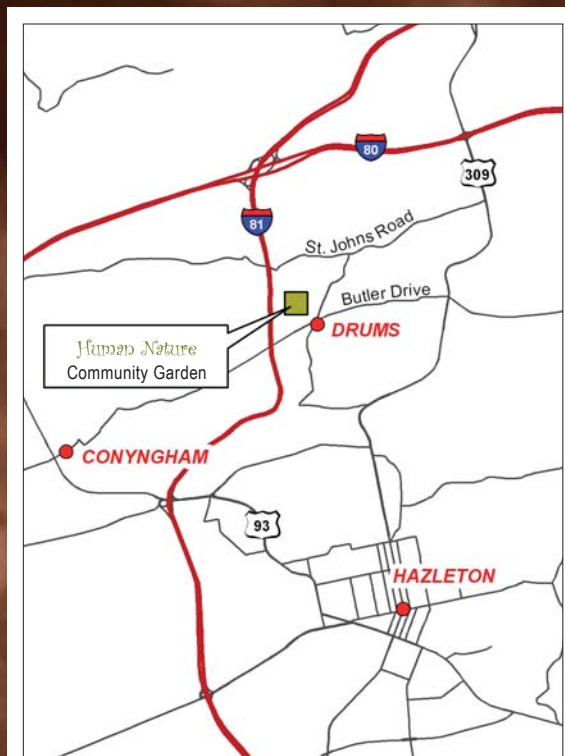 80
309
81
St. Johns Road
Butler Drive
DRUMS
Human Nature
Community Garden
CONYNGHAM
93
HAZLETON